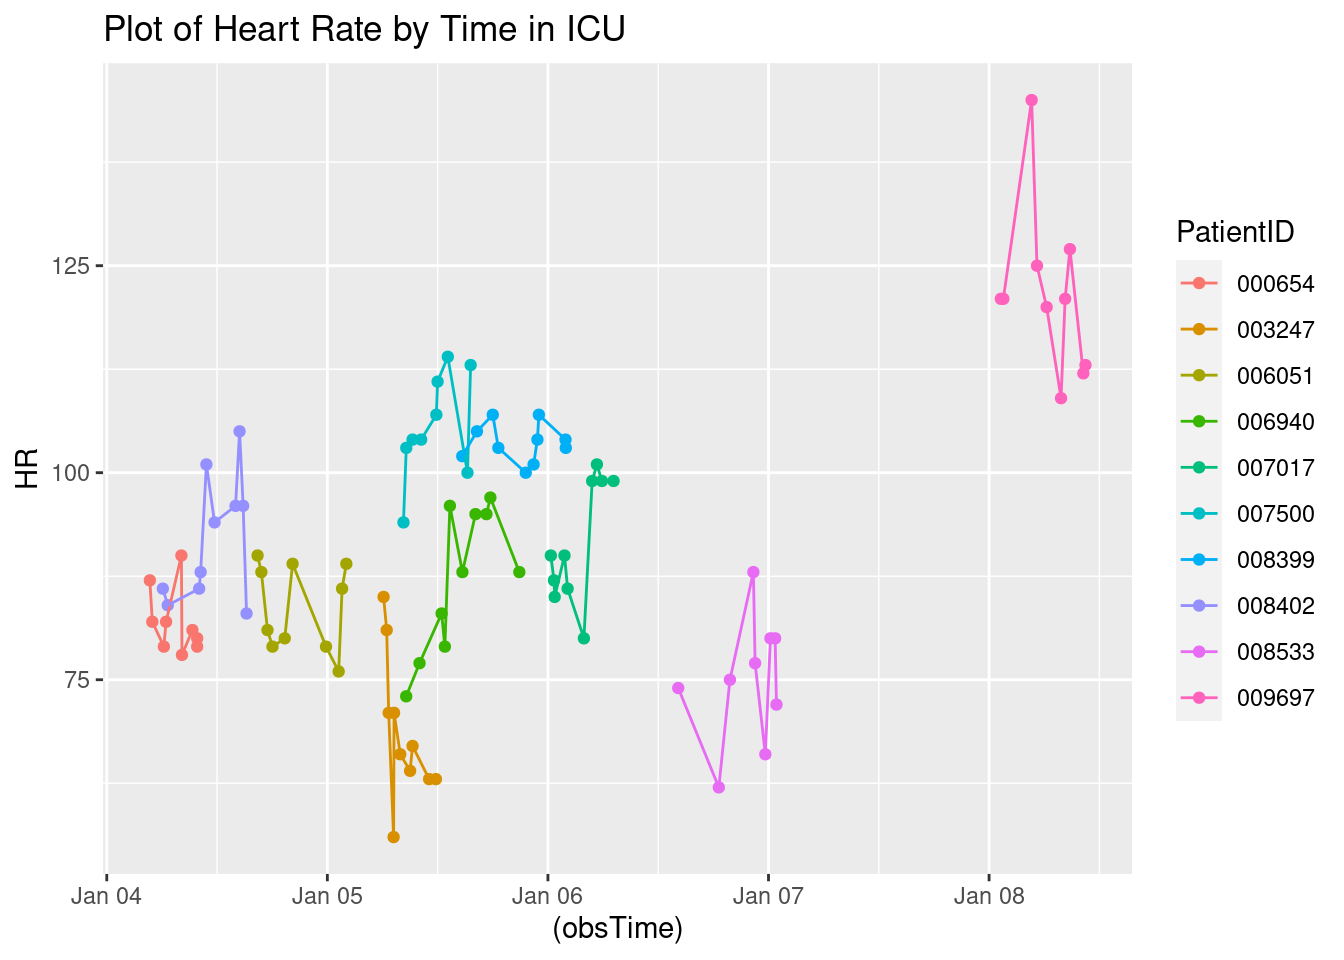 Plot of Heart Rate by Time in ICU
HR
125
100
75
Jan 04 Jan 05 Jan 06 Jan 07 Jan 08
(obsTime)
PatientID
000654
003247
006051
006940
007017
007500
008399
008402
008533
009697